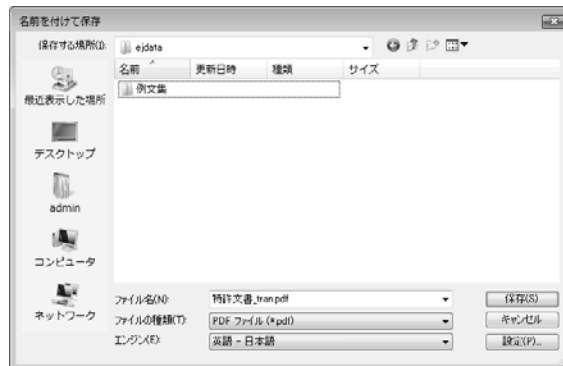 名前を付けて保存
保存する場所(I):
ejdata
名前 更新日時 種類 サイズ
例文集
最近表示した場所
デスクトップ
admin
コンピュータ
ネットワーク
ファイル名(N): 特許文書_tran.pdf 保存(S)
ファイルの種類(T): PDF ファイル (*.pdf) キャンセル
エンジン(E): 英語 - 日本語 設定(P)...